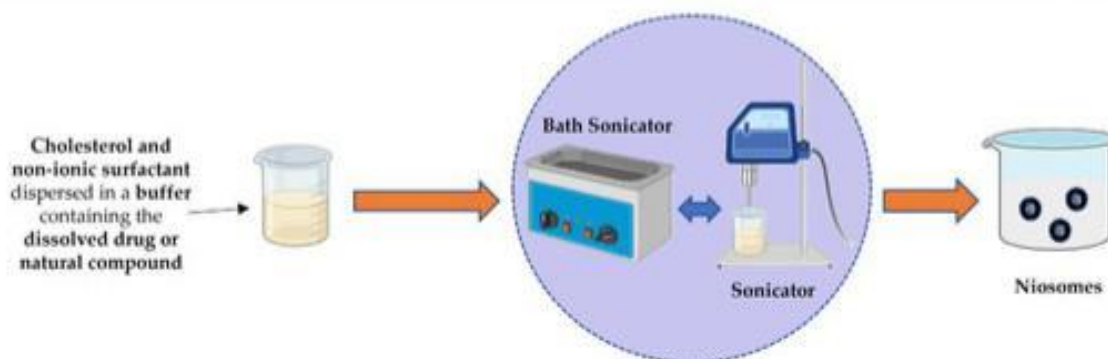 Cholesterol and
non-ionic surfactant
dispersed in a buffer
containing the
dissolved drug or
natural compound
Bath Sonicator
Sonicator
Niosomes